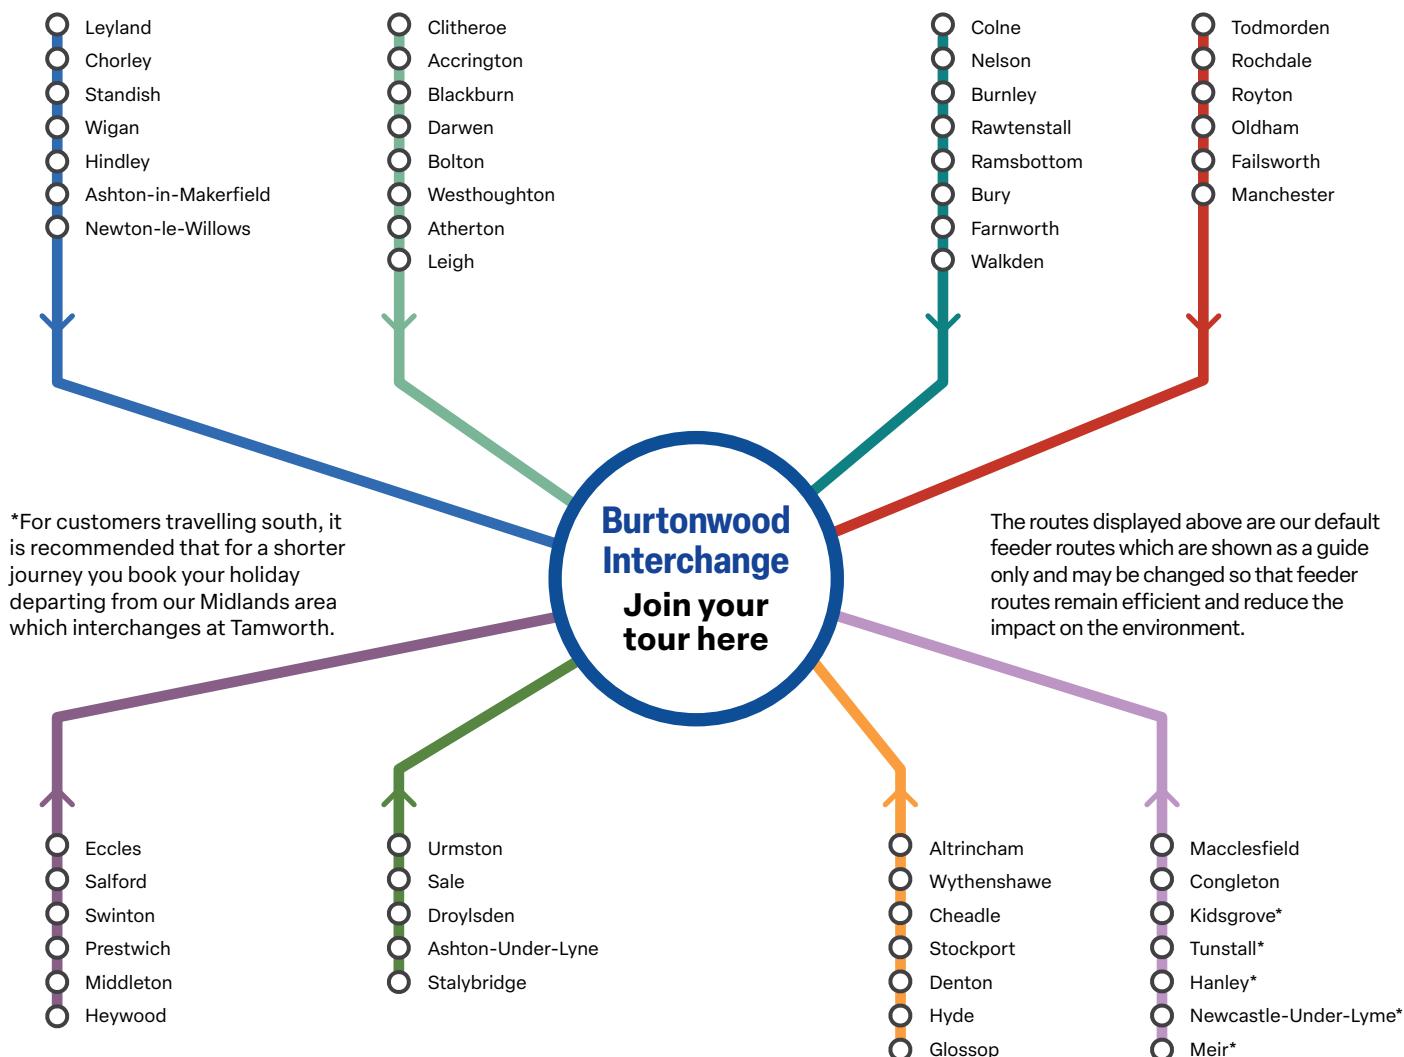 Leyland
Chorley
Standish
Wigan
Hindley
Ashton-in-Makerfield
Newton-le-Willows
Clitheroe
Accrington
Blackburn
Darwen
Bolton
Westhoughton
Atherton
Leigh
Colne
Nelson
Burnley
Rawtenstall
Ramsbottom
Bury
Farnworth
Walkden
Todmorden
Rochdale
Royton
Oldham
Failsworth
Manchester
*For customers travelling south, it
is recommended that for a shorter
journey you book your holiday
departing from our Midlands area
which interchanges at Tamworth.
Burtonwood
Interchange
Join your
tour here
The routes displayed above are our default
feeder routes which are shown as a guide
only and may be changed so that feeder
routes remain efficient and reduce the
impact on the environment.
Eccles
Salford
Swinton
Prestwich
Middleton
Heywood
Urmston
Sale
Droylsden
Ashton-Under-Lyne
Stalybridge
Altrincham
Wythenshawe
Cheadle
Stockport
Denton
Hyde
Glossop
Macclesfield
Congleton
Kidsgrove*
Tunstall*
Hanley*
Newcastle-Under-Lyme*
Meir*